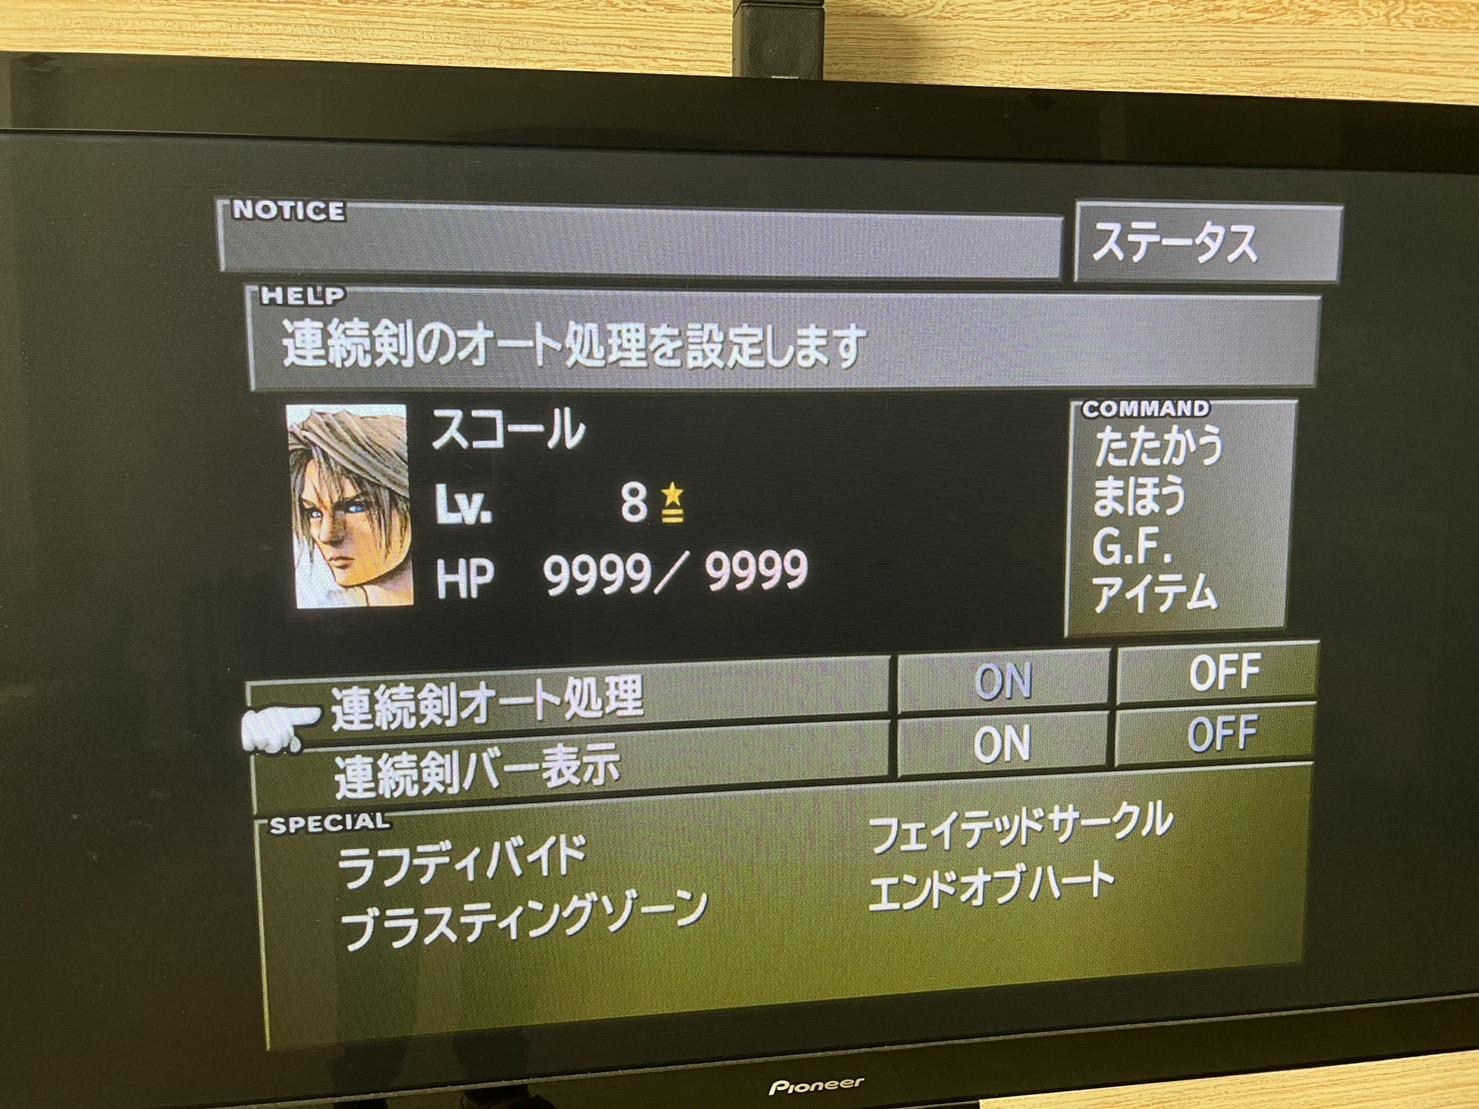 NOTICE
ステータス
HELP
連続剣のオート処理を設定します
スコール
Lv. 8
HP 9999/9999
COMMAND
たたかう
まほう
G.F.
アイテム
連続剣オート処理 ON OFF
連続剣バー表示 ON OFF
SPECIAL
ラフディバイド フェイテッドサークル
ブラスティングゾーン エンドオブハート
Pioneer